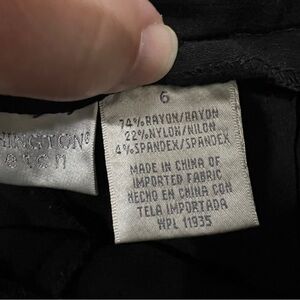 6
74% RAYON/RAYON
22% NYLON/NILON
4% SPANDEX/SPANDEX
MADE IN CHINA OF
IMPORTED FABRIC
HECHO EN CHINA CON
TELA IMPORTADA
WPL 11935